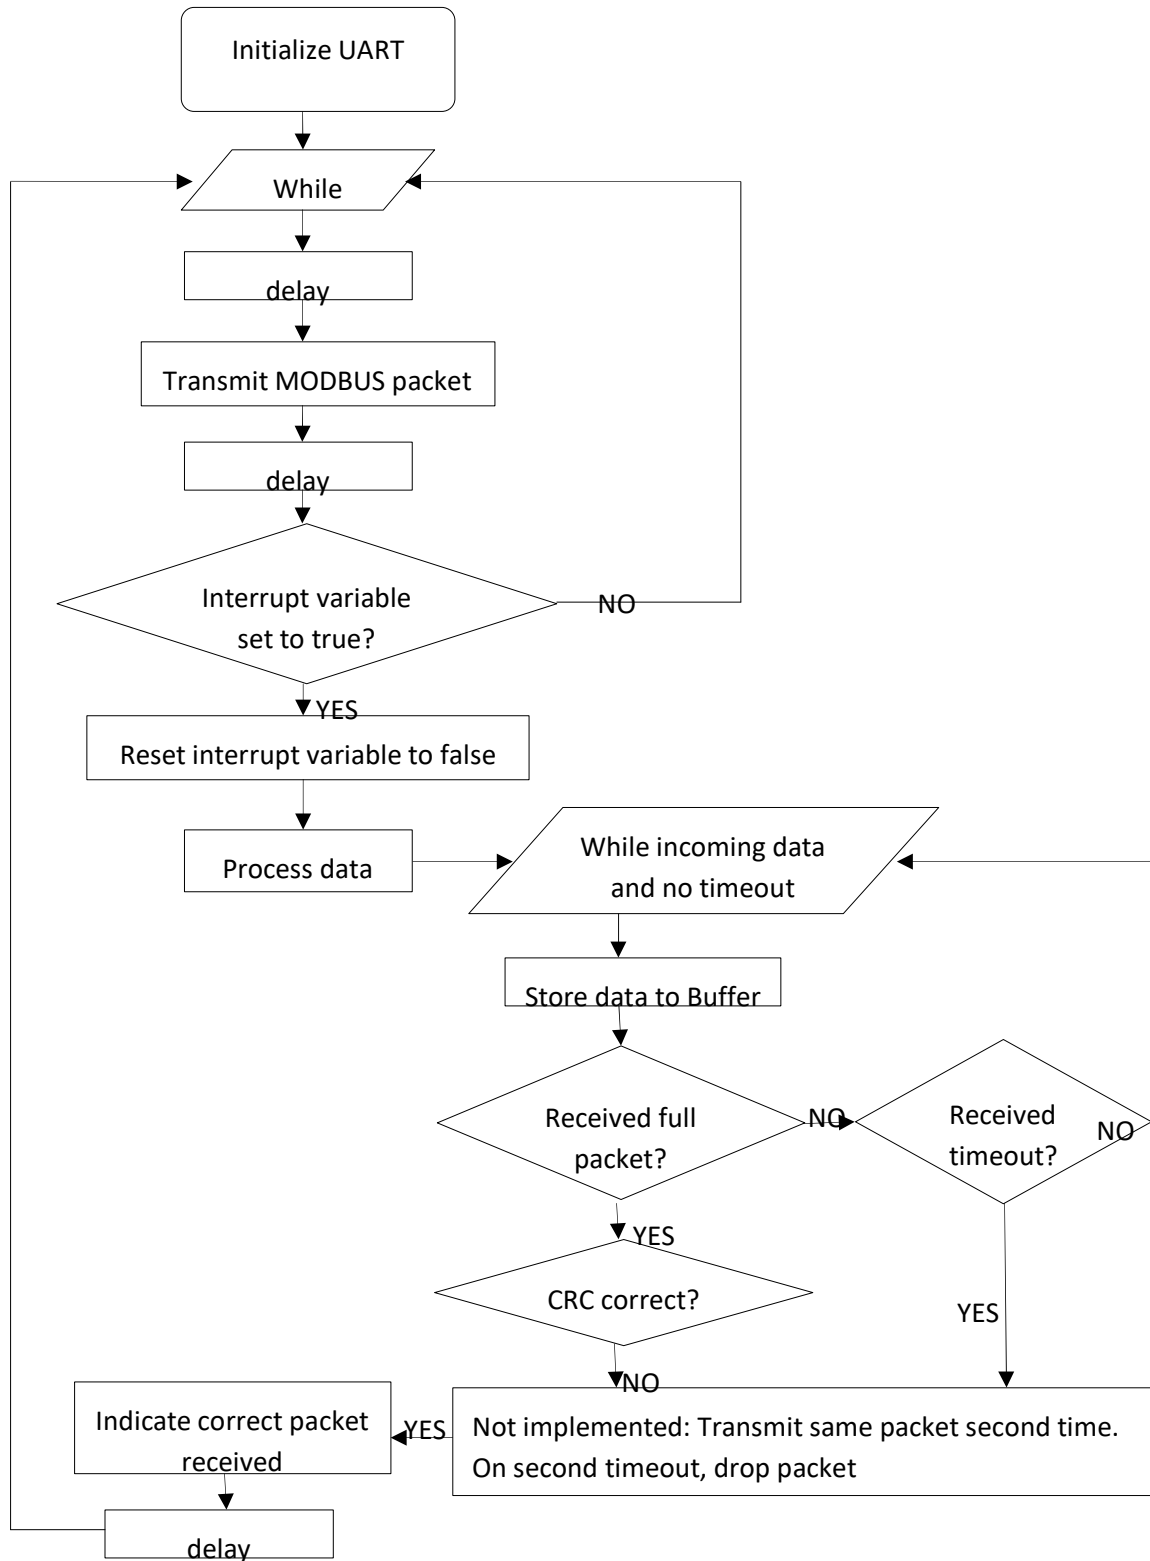 Initialize UART
While
delay
Transmit MODBUS packet
delay
Interrupt variable
set to true?
NO
YES
Reset interrupt variable to false
Process data
While incoming data
and no timeout
Store data to Buffer
Received full
packet?
NO
Received
timeout?
NO
YES
CRC correct?
YES
NO
Not implemented: Transmit same packet second time.
On second timeout, drop packet
YES
Indicate correct packet
received
delay